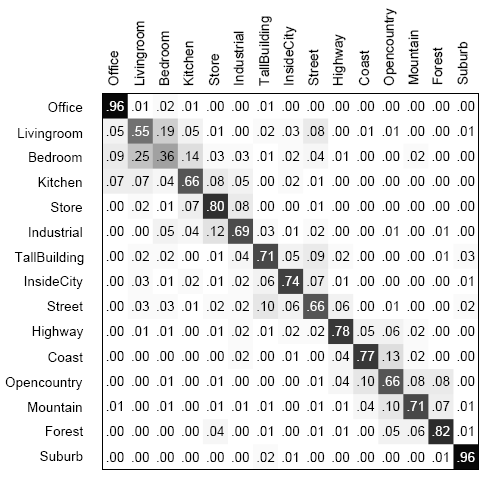 Office Livingroom Bedroom Kitchen Store Industrial TallBuilding InsideCity Street Highway Coast Opencountry Mountain Forest Suburb
Office .96 .01 .02 .01 .00 .00 .01 .00 .00 .00 .00 .00 .00 .00 .00
Livingroom .05 .55 .19 .05 .01 .00 .02 .03 .08 .00 .01 .01 .00 .00 .01
Bedroom .09 .25 .36 .14 .03 .03 .01 .02 .04 .01 .00 .00 .02 .00 .01
Kitchen .07 .07 .04 .66 .08 .05 .00 .02 .01 .00 .00 .00 .00 .00 .00
Store .00 .02 .01 .07 .80 .08 .00 .00 .01 .00 .00 .00 .01 .01 .00
Industrial .00 .00 .05 .04 .12 .69 .03 .01 .02 .00 .00 .01 .00 .01 .00
TallBuilding .00 .02 .02 .00 .01 .04 .71 .05 .09 .02 .00 .00 .00 .01 .03
InsideCity .00 .03 .01 .02 .01 .02 .06 .74 .07 .01 .00 .00 .00 .00 .01
Street .00 .03 .03 .01 .02 .02 .10 .06 .66 .06 .00 .01 .00 .00 .02
Highway .00 .01 .01 .00 .01 .02 .01 .02 .02 .78 .05 .06 .02 .00 .00
Coast .00 .00 .00 .00 .00 .02 .00 .01 .00 .04 .77 .13 .02 .00 .00
Opencountry .00 .00 .01 .00 .01 .00 .00 .00 .01 .04 .10 .66 .08 .08 .00
Mountain .01 .00 .01 .00 .01 .01 .00 .00 .01 .01 .04 .10 .71 .07 .01
Forest .00 .00 .00 .00 .04 .00 .01 .00 .01 .01 .00 .05 .06 .82 .01
Suburb .00 .00 .00 .00 .00 .00 .02 .01 .00 .00 .00 .00 .00 .01 .96